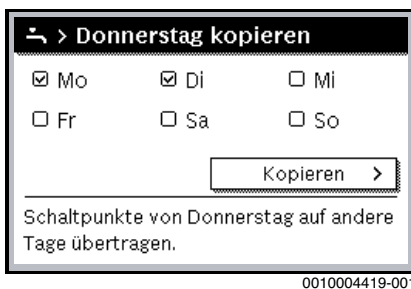 > Donnerstag kopieren
☑ Mo ☑ Di ☐ Mi
☐ Fr ☐ Sa ☐ So
Kopieren >
Schaltpunkte von Donnerstag auf andere
Tage übertragen.
0010004419-001